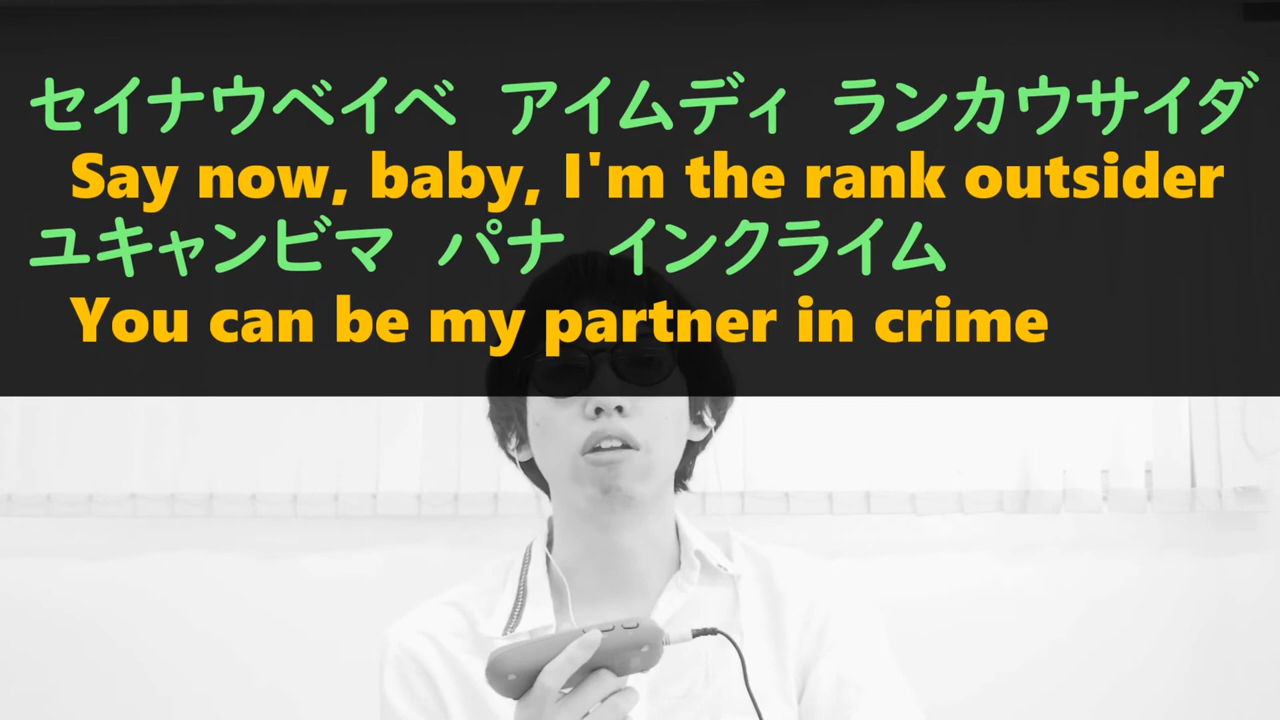 セイナウベイベ アイムディ ランカウサイダ
Say now, baby, I'm the rank outsider
ユキャンビマ パナ インクライム
You can be my partner in crime